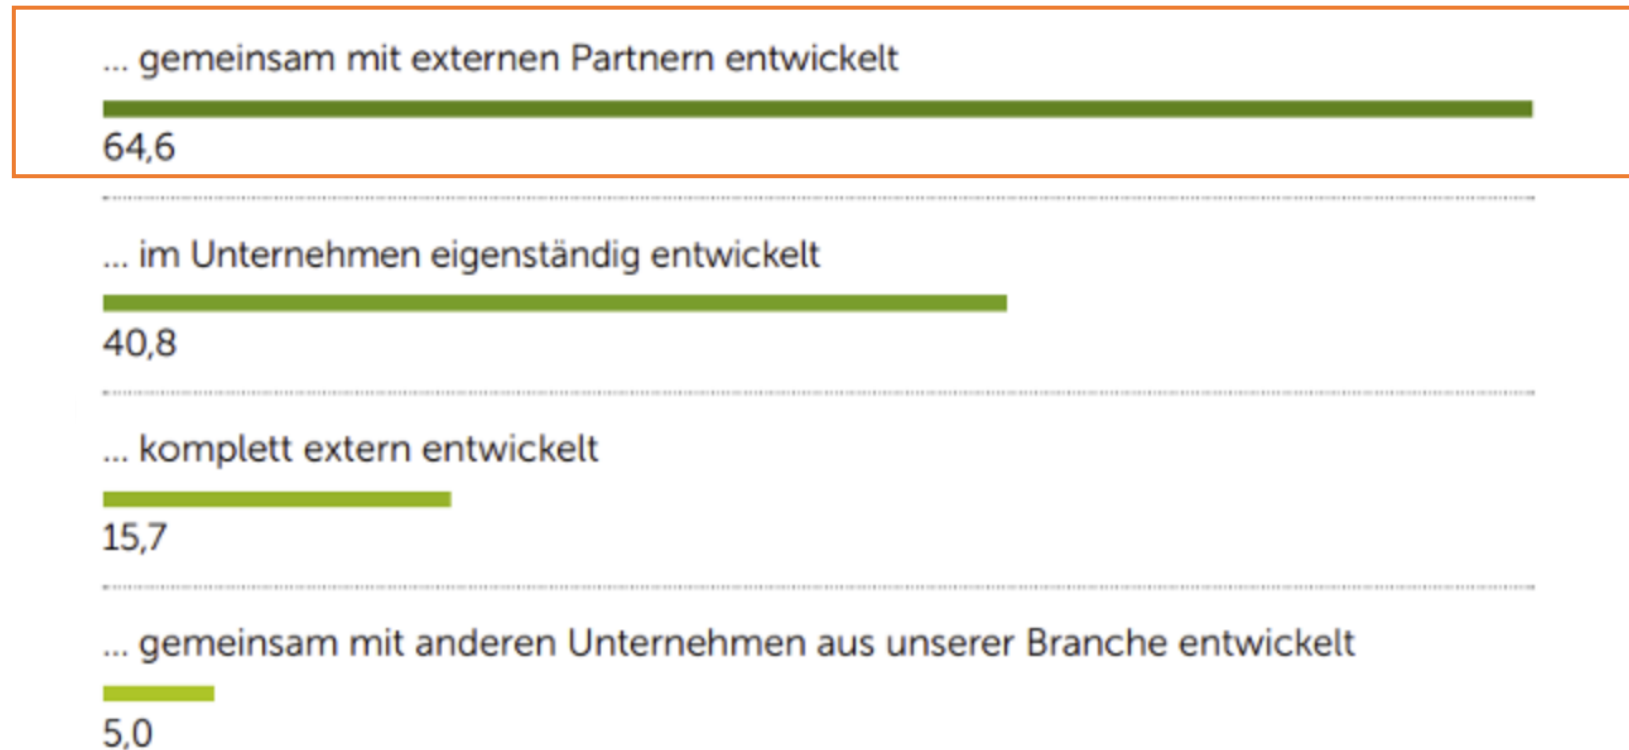 ... gemeinsam mit externen Partnern entwickelt
64,6
... im Unternehmen eigenständig entwickelt
40,8
... komplett extern entwickelt
15,7
... gemeinsam mit anderen Unternehmen aus unserer Branche entwickelt
5,0